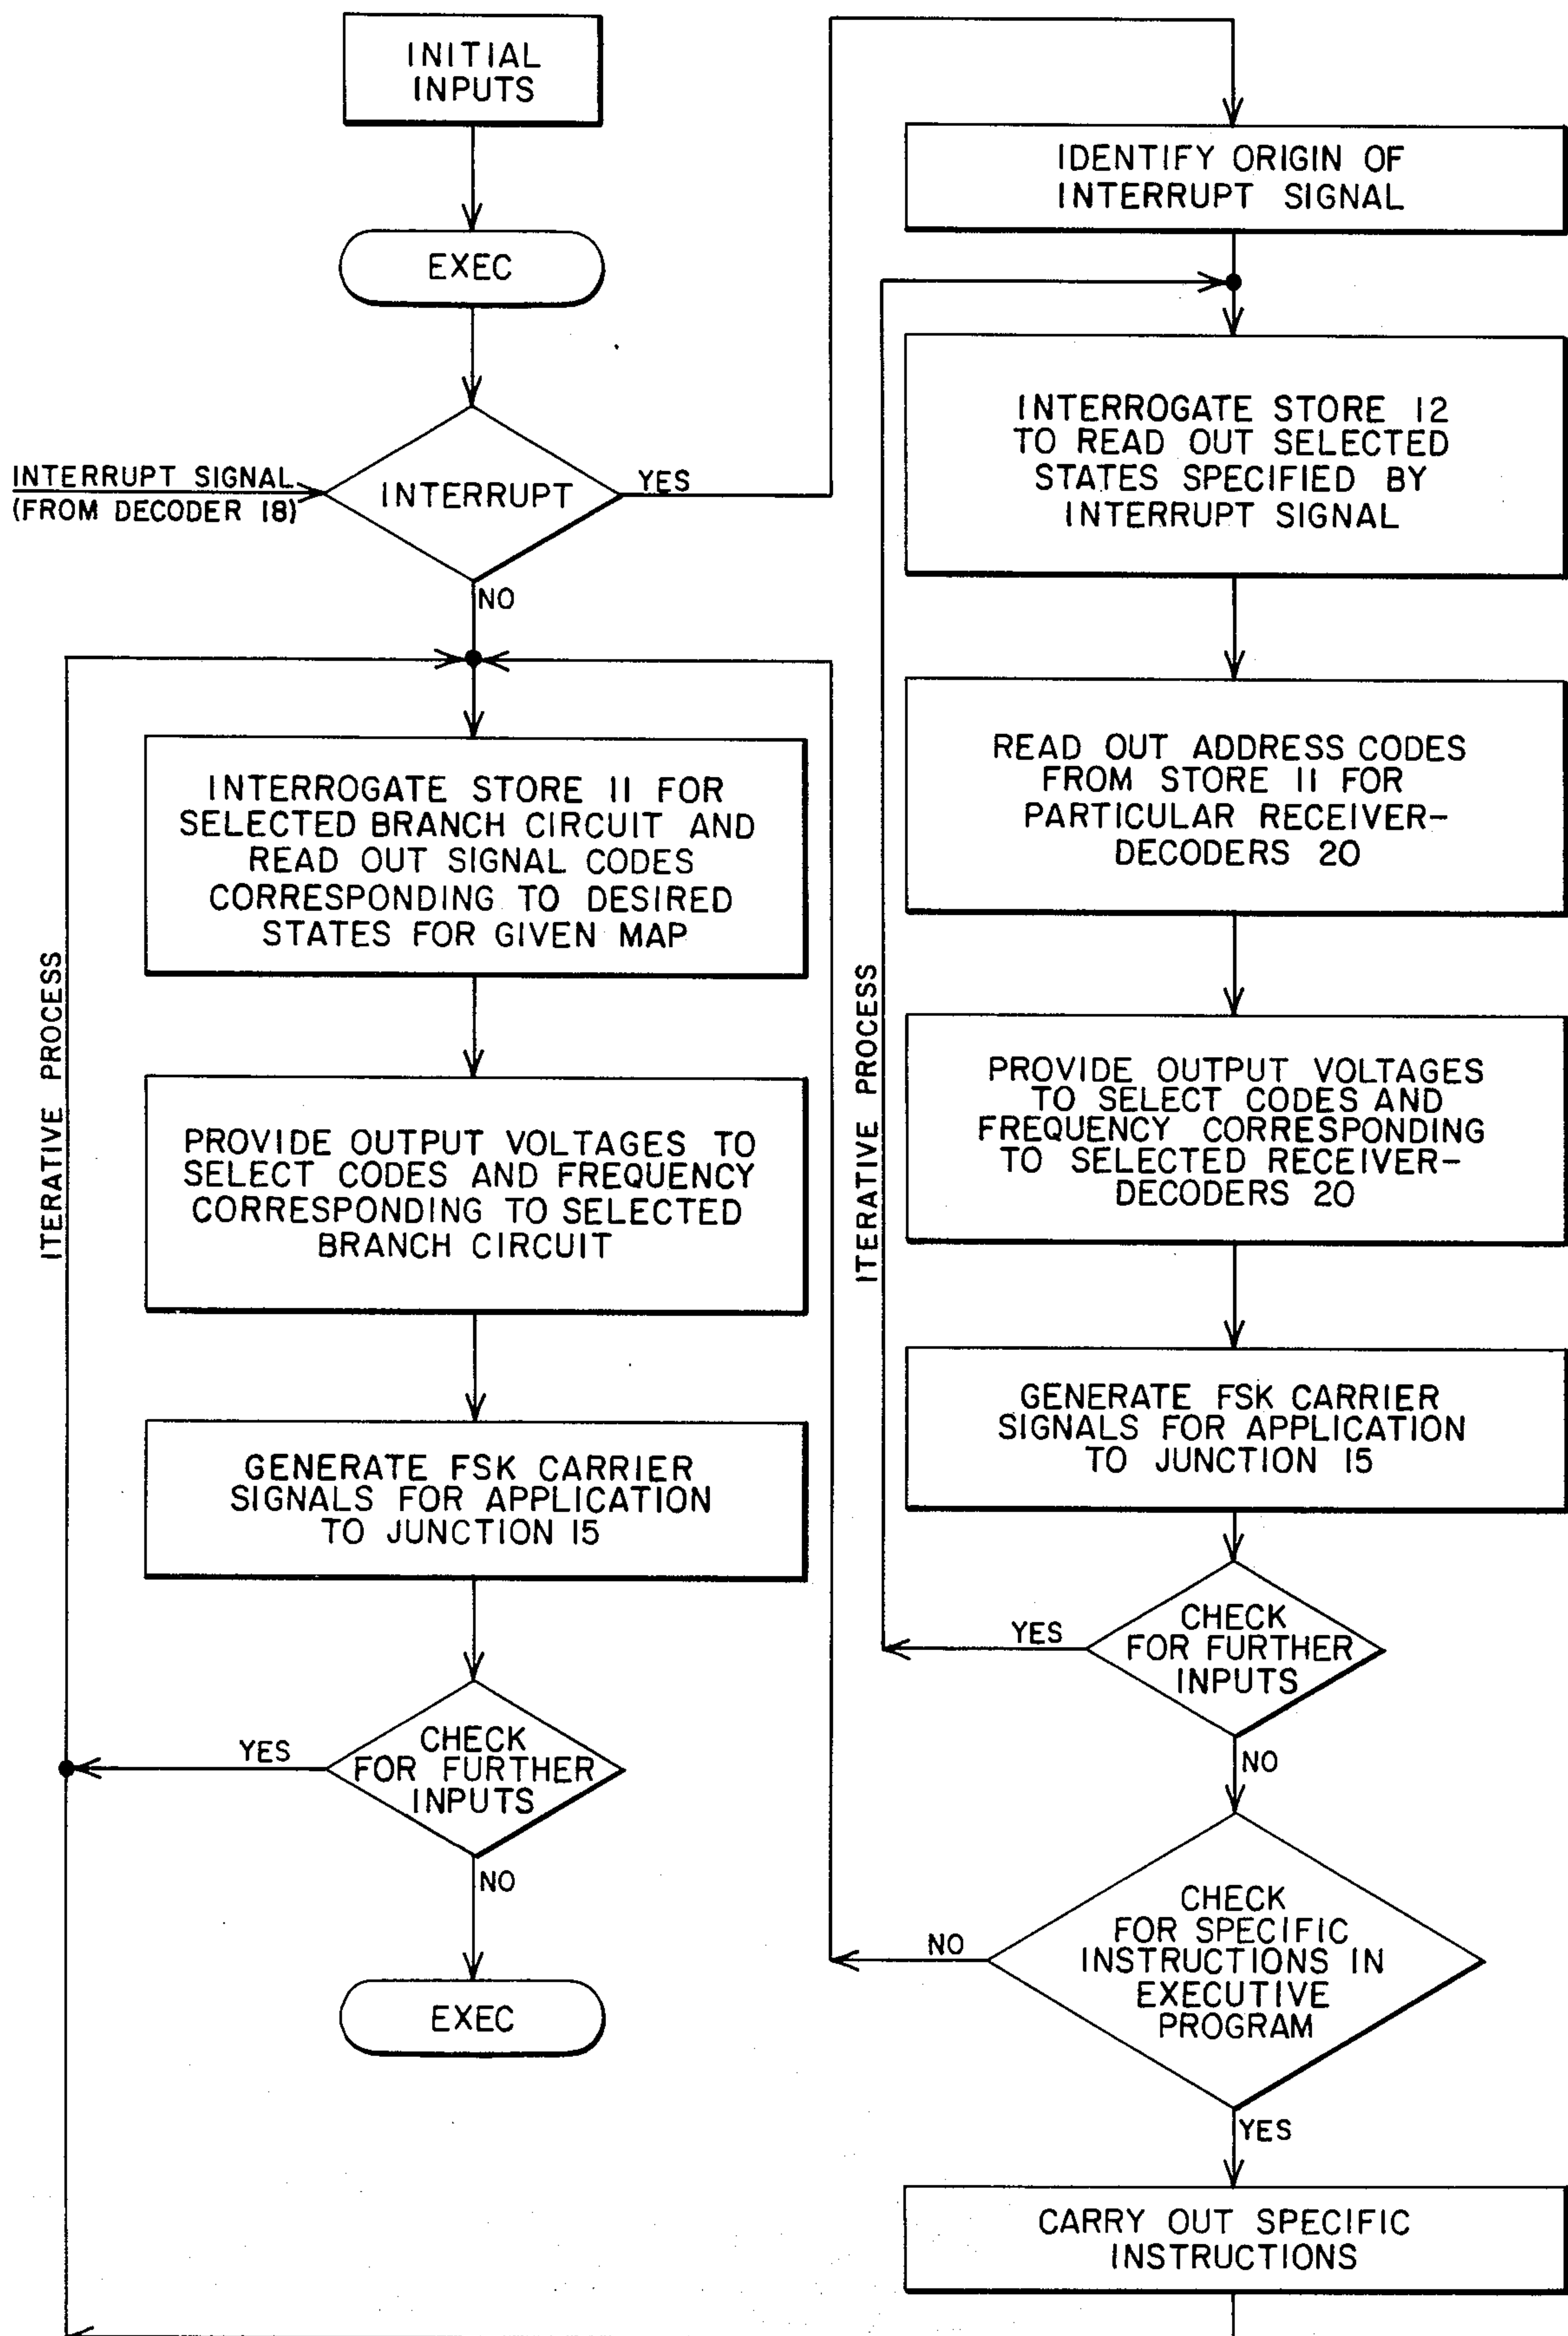 INITIAL
INPUTS
EXEC
INTERRUPT SIGNAL
(FROM DECODER 18)
INTERRUPT
YES
NO
INTERROGATE STORE 11 FOR
SELECTED BRANCH CIRCUIT AND
READ OUT SIGNAL CODES
CORRESPONDING TO DESIRED
STATES FOR GIVEN MAP
ITERATIVE PROCESS
PROVIDE OUTPUT VOLTAGES TO
SELECT CODES AND FREQUENCY
CORRESPONDING TO SELECTED
BRANCH CIRCUIT
GENERATE FSK CARRIER
SIGNALS FOR APPLICATION
TO JUNCTION 15
CHECK
FOR FURTHER
INPUTS
YES
NO
EXEC
IDENTIFY ORIGIN OF
INTERRUPT SIGNAL
INTERROGATE STORE 12
TO READ OUT SELECTED
STATES SPECIFIED BY
INTERRUPT SIGNAL
READ OUT ADDRESS CODES
FROM STORE 11 FOR
PARTICULAR RECEIVER-
DECODERS 20
ITERATIVE PROCESS
PROVIDE OUTPUT VOLTAGES
TO SELECT CODES AND
FREQUENCY CORRESPONDING
TO SELECTED RECEIVER-
DECODERS 20
GENERATE FSK CARRIER
SIGNALS FOR APPLICATION
TO JUNCTION 15
CHECK
FOR FURTHER
INPUTS
YES
NO
CHECK
FOR SPECIFIC
INSTRUCTIONS IN
EXECUTIVE
PROGRAM
NO
YES
CARRY OUT SPECIFIC
INSTRUCTIONS